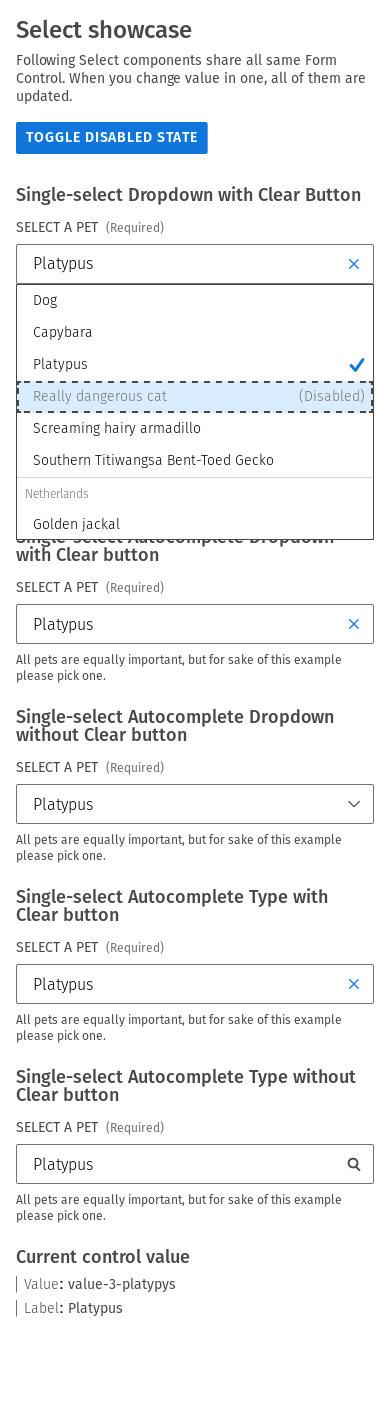 Select showcase
Following Select components share all same Form
Control. When you change value in one, all of them are
updated.
TOGGLE DISABLED STATE
Single-select Dropdown with Clear Button
SELECT A PET (Required)
Platypus
Dog
Capybara
Platypus
Really dangerous cat (Disabled)
Screaming hairy armadillo
Southern Titiwangsa Bent-Toed Gecko
Netherlands
Golden jackal
Single-select Autocomplete Dropdown
with Clear button
SELECT A PET (Required)
Platypus
All pets are equally important, but for sake of this example
please pick one.
Single-select Autocomplete Dropdown
without Clear button
SELECT A PET (Required)
Platypus
All pets are equally important, but for sake of this example
please pick one.
Single-select Autocomplete Type with
Clear button
SELECT A PET (Required)
Platypus
All pets are equally important, but for sake of this example
please pick one.
Single-select Autocomplete Type without
Clear button
SELECT A PET (Required)
Platypus
All pets are equally important, but for sake of this example
please pick one.
Current control value
Value: value-3-platypys
Label: Platypus